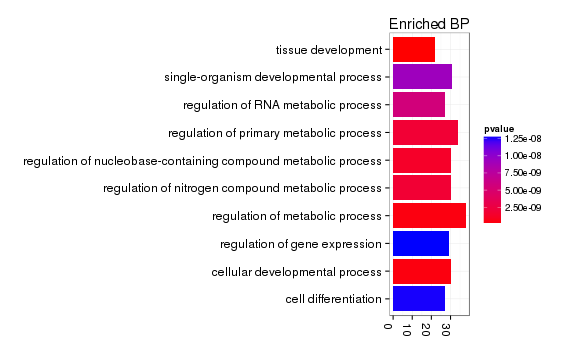 Enriched BP
tissue development
single-organism developmental process
regulation of RNA metabolic process
regulation of primary metabolic process
regulation of nucleobase-containing compound metabolic process
regulation of nitrogen compound metabolic process
regulation of metabolic process
regulation of gene expression
cellular developmental process
cell differentiation
0
10
20
30
pvalue
1.25e-08
1.00e-08
7.50e-09
5.00e-09
2.50e-09